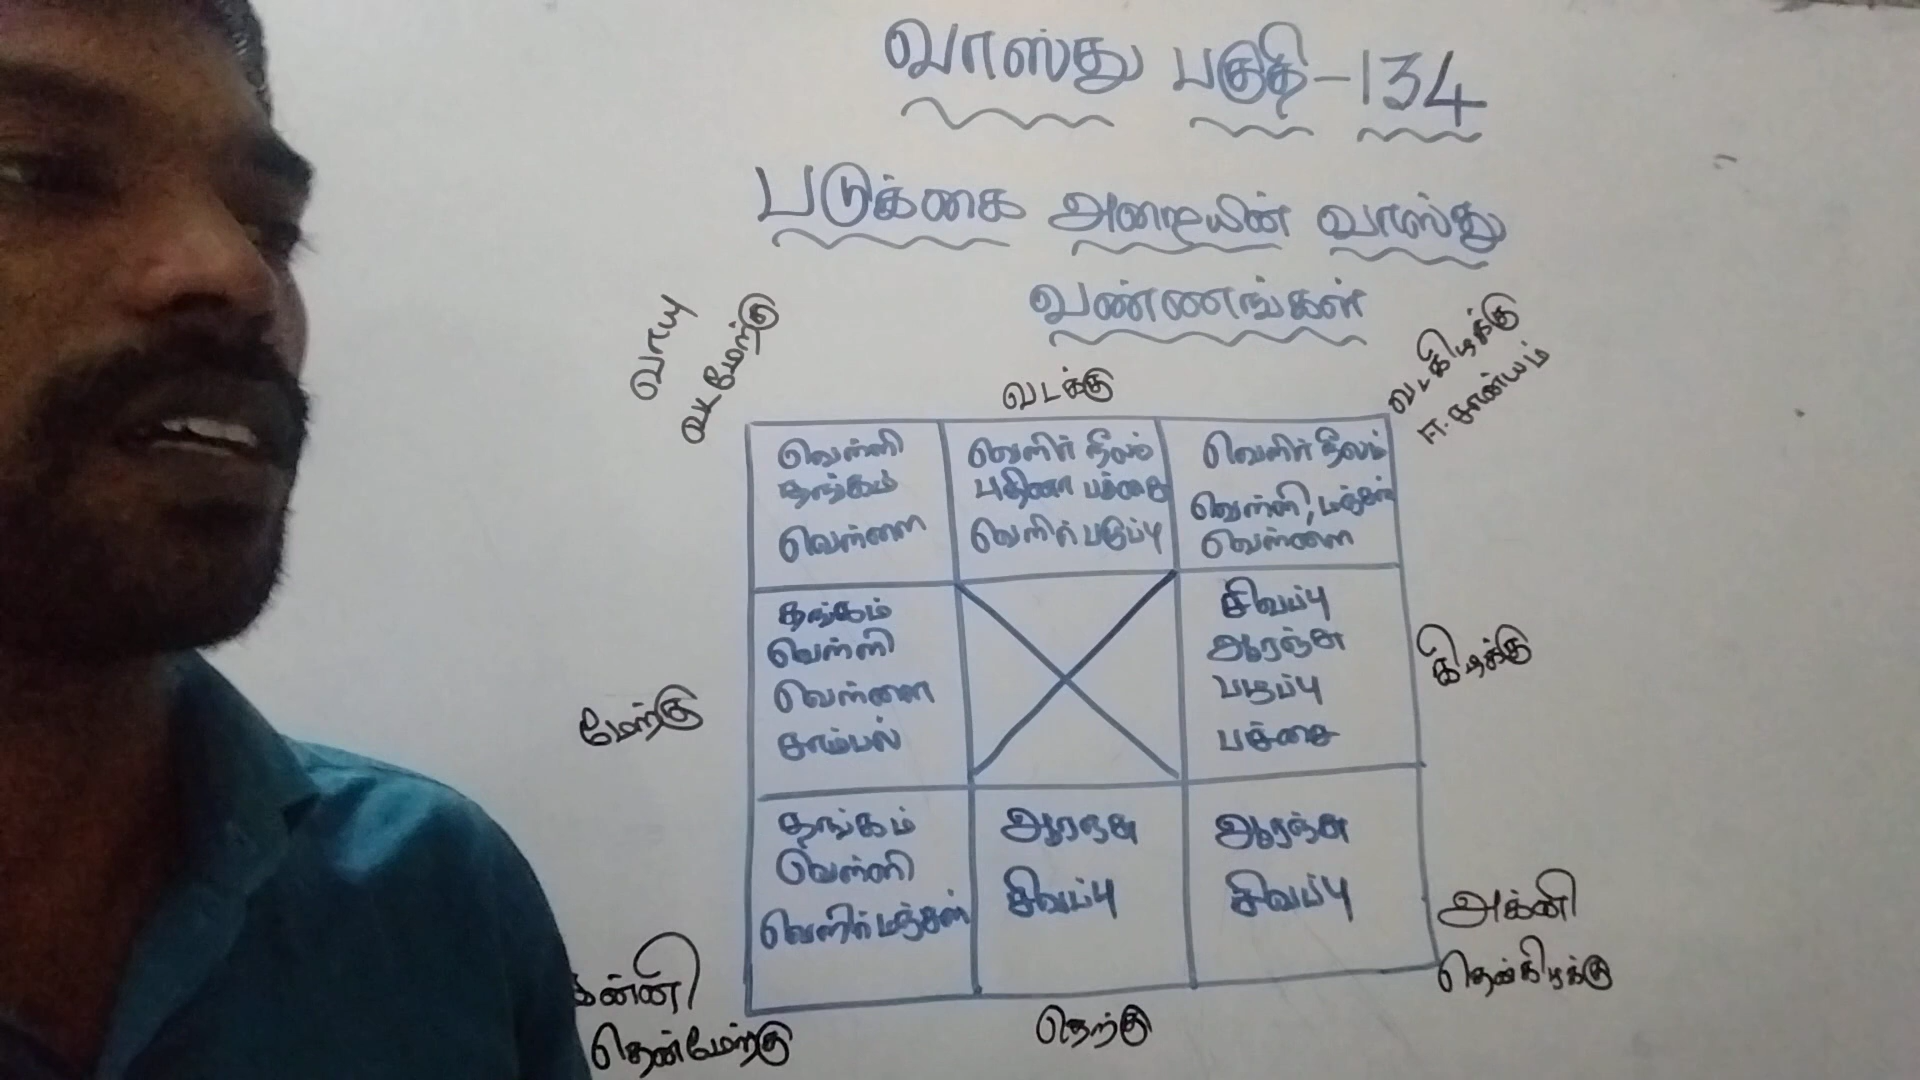 வாஸ்து பகுதி-134
படுக்கை அறையின் வாஸ்து
வண்ணங்கள்
வாயு
வடமேற்கு
வடக்கு
வடகிழக்கு
ஈசான்யம்
வெள்ளி
தங்கம்
வெள்ளை
வெளிர் நீலம்
புதினா பச்சை
வெளிர் பழுப்பு
வெளிர் நீலம்
வெள்ளி, மஞ்சள்
வெள்ளை
மேற்கு
தங்கம்
வெள்ளி
வெள்ளை
சாம்பல்
சிவப்பு
ஆரஞ்சு
பழுப்பு
பச்சை
கிழக்கு
தங்கம்
வெள்ளி
வெளிர் மஞ்சள்
ஆரஞ்சு
சிவப்பு
ஆரஞ்சு
சிவப்பு
கன்னி
தென்மேற்கு
தெற்கு
அக்னி
தென்கிழக்கு